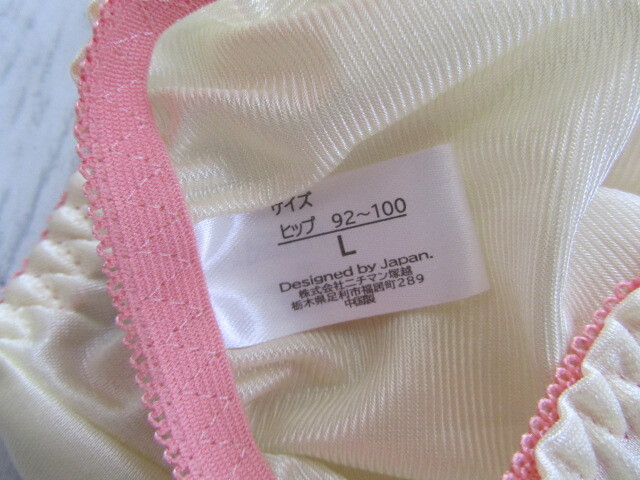 サイズ
ヒップ 92～100
L
Designed by Japan.
株式会社ニチマン塚越
栃木県足利市福居町289
中国製